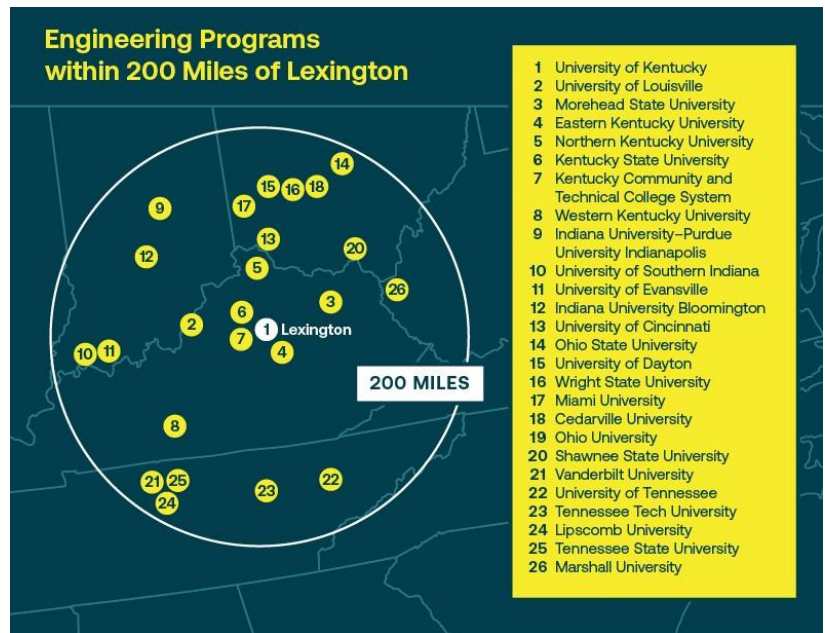 Engineering Programs
within 200 Miles of Lexington
14
15
16
18
17
9
13
20
12
5
26
3
6
2
1 Lexington
7
4
10
11
200 MILES
8
21
25
22
23
24
1 University of Kentucky
2 University of Louisville
3 Morehead State University
4 Eastern Kentucky University
5 Northern Kentucky University
6 Kentucky State University
7 Kentucky Community and
Technical College System
8 Western Kentucky University
9 Indiana University–Purdue
University Indianapolis
10 University of Southern Indiana
11 University of Evansville
12 Indiana University Bloomington
13 University of Cincinnati
14 Ohio State University
15 University of Dayton
16 Wright State University
17 Miami University
18 Cedarville University
19 Ohio University
20 Shawnee State University
21 Vanderbilt University
22 University of Tennessee
23 Tennessee Tech University
24 Lipscomb University
25 Tennessee State University
26 Marshall University